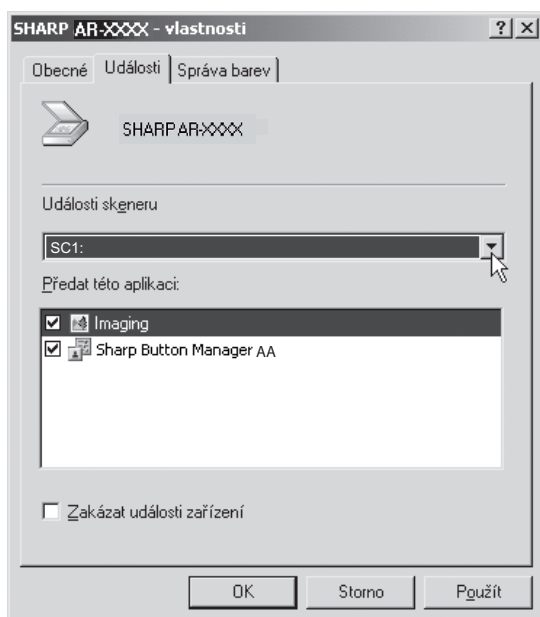 SHARP AR-XXXX - vlastnosti
Obecné Události Správa barev
SHARP AR-XXXX
Události skeneru
SC1:
Předat této aplikaci:
Imaging
Sharp Button Manager AA
Zakázat události zařízení
OK Storno Použít